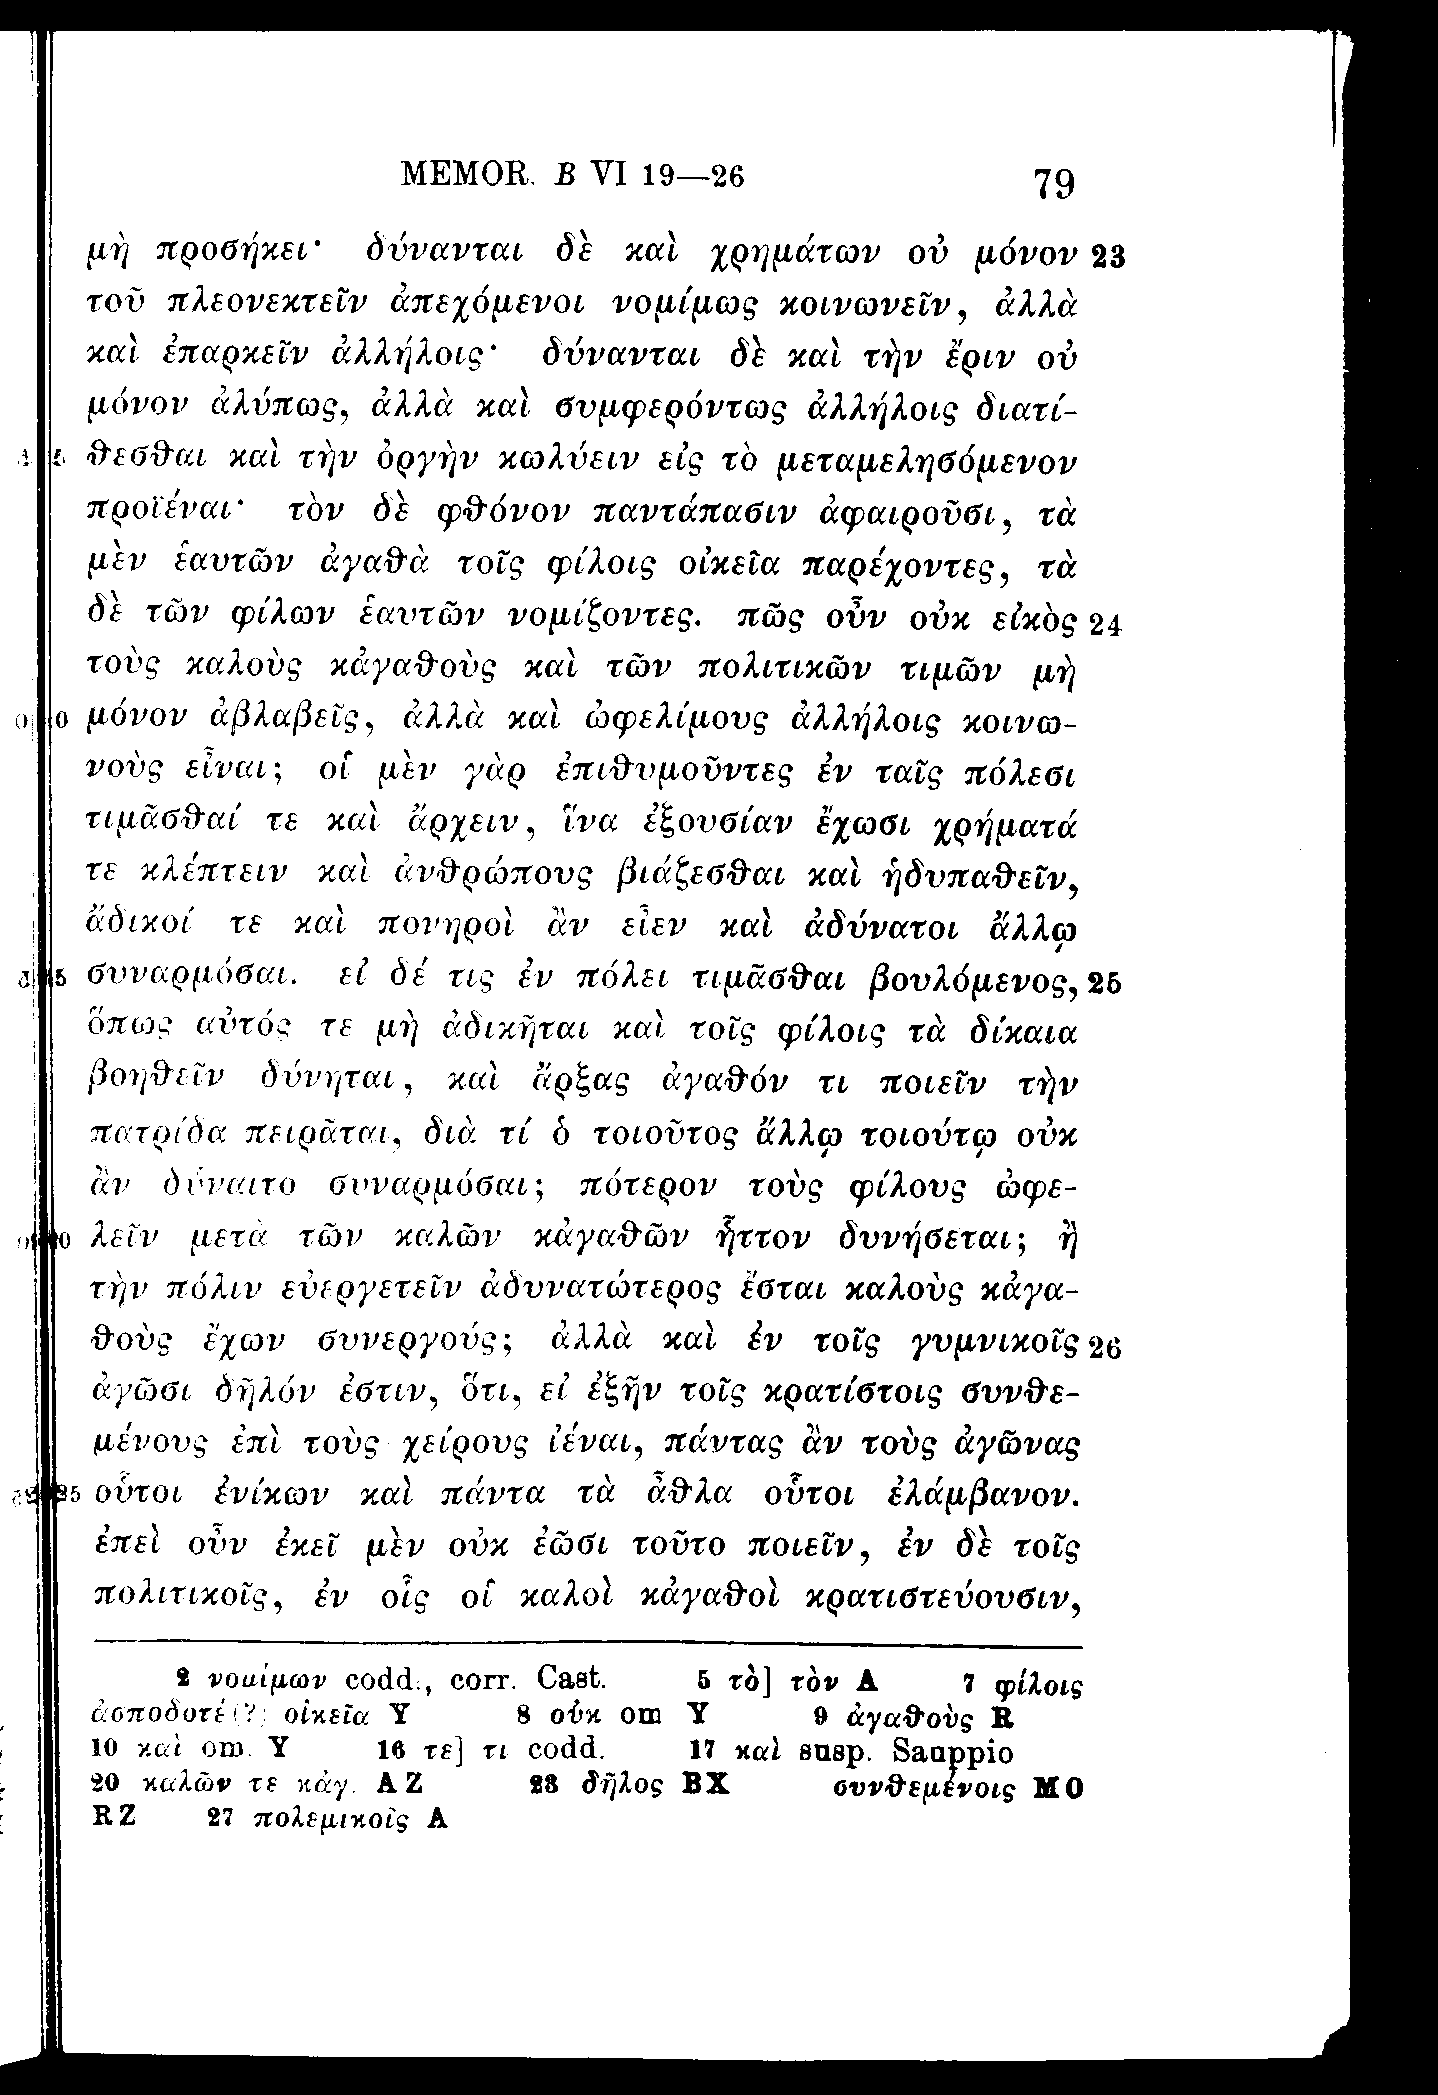 MEMOR. B VI 19—26 79
μὴ προσήκει· δύνανται δὲ καὶ χρημάτων οὐ μόνον 23
τοῦ πλεονεκτεῖν ἀπεχόμενοι νομίμως κοινωνεῖν, ἀλλὰ
καὶ ἐπαρκεῖν ἀλλήλοις· δύνανται δὲ καὶ τὴν ἔριν οὐ
μόνον ἀλύπως, ἀλλὰ καὶ συμφερόντως ἀλλήλοις διατί-
5 θεσθαι καὶ τὴν ὀργὴν κωλύειν εἰς τὸ μεταμελησόμενον
προϊέναι· τὸν δὲ φθόνον παντάπασιν ἀφαιροῦσι, τὰ
μὲν ἑαυτῶν ἀγαθὰ τοῖς φίλοις οἰκεῖα παρέχοντες, τὰ
δὲ τῶν φίλων ἑαυτῶν νομίζοντες. πῶς οὖν οὐκ εἰκὸς 24
τοὺς καλοὺς κἀγαθοὺς καὶ τῶν πολιτικῶν τιμῶν μὴ
10 μόνον ἀβλαβεῖς, ἀλλὰ καὶ ὠφελίμους ἀλλήλοις κοινω-
νοὺς εἶναι; οἱ μὲν γὰρ ἐπιθυμοῦντες ἐν ταῖς πόλεσι
τιμᾶσθαί τε καὶ ἄρχειν, ἵνα ἐξουσίαν ἔχωσι χρήματά
τε κλέπτειν καὶ ἀνθρώπους βιάζεσθαι καὶ ἡδυπαθεῖν,
ἄδικοί τε καὶ πονηροὶ ἂν εἶεν καὶ ἀδύνατοι ἄλλῳ
15 συναρμόσαι. εἰ δέ τις ἐν πόλει τιμᾶσθαι βουλόμενος, 25
ὅπως αὐτός τε μὴ ἀδικῆται καὶ τοῖς φίλοις τὰ δίκαια
βοηθεῖν δύνηται, καὶ ἄρξας ἀγαθόν τι ποιεῖν τὴν
πατρίδα πειρᾶται, διὰ τί ὁ τοιοῦτος ἄλλῳ τοιούτῳ οὐκ
ἂν δύναιτο συναρμόσαι; πότερον τοὺς φίλους ὠφε-
20 λεῖν μετὰ τῶν καλῶν κἀγαθῶν ἧττον δυνήσεται; ἢ
τὴν πόλιν εὐεργετεῖν ἀδυνατώτερος ἔσται καλοὺς κἀγα-
θοὺς ἔχων συνεργούς; ἀλλὰ καὶ ἐν τοῖς γυμνικοῖς 26
ἀγῶσι δῆλόν ἐστιν, ὅτι, εἰ ἐξῆν τοῖς κρατίστοις συνθε-
μένους ἐπὶ τοὺς χείρους ἰέναι, πάντας ἂν τοὺς ἀγῶνας
25 οὗτοι ἐνίκων καὶ πάντα τὰ ἆθλα οὗτοι ἐλάμβανον.
ἐπεὶ οὖν ἐκεῖ μὲν οὐκ ἐῶσι τοῦτο ποιεῖν, ἐν δὲ τοῖς
πολιτικοῖς, ἐν οἷς οἱ καλοὶ κἀγαθοὶ κρατιστεύουσιν,
2 νομίμων codd., corr. Cast. 5 τὸ] τὸν A 7 φίλοις
ἀσποδοτέ(?) οἰκεῖα Y 8 οὐκ om Y 9 ἀγαθοὺς R
10 καὶ om. Y 16 τε] τι codd. 17 καὶ susp. Sauppio
20 καλῶν τε κἀγ. A Z 23 δῆλος B X συνθεμένοις M O
R Z 27 πολεμικοῖς A